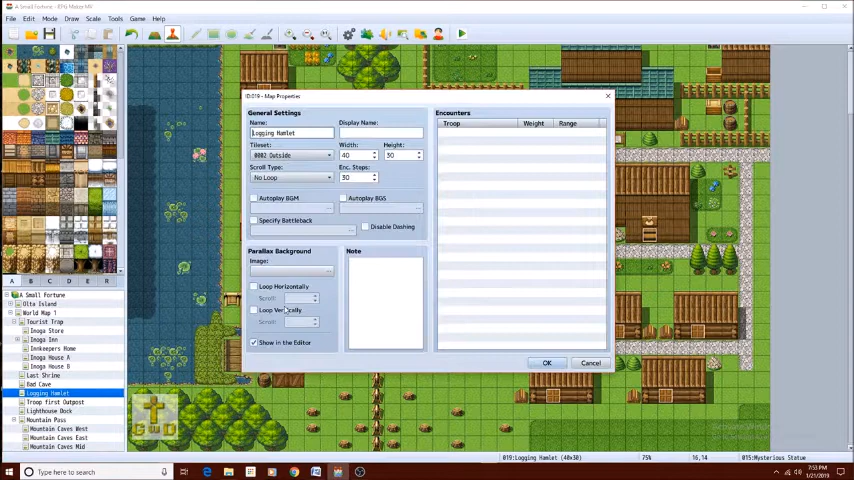 A Small Fortune - RPG Maker MV
File Edit Mode Draw Scale Tools Game Help
ID:019 - Map Properties
General Settings
Name:
Display Name:
Logging Hamlet
Tileset:
Width:
Height:
0002 Outside
40
30
Scroll Type:
Enc. Steps:
No Loop
30
Autoplay BGM
Autoplay BGS
...
...
Specify Battleback
...
Disable Dashing
Parallax Background
Image:
...
Loop Horizontally
Scroll:
Loop Vertically
Scroll:
Show in the Editor
Note
Encounters
Troop
Weight
Range
OK
Cancel
A B C D E R
A Small Fortune
Olta Island
World Map 1
Tourist Trap
Inoga Store
Inoga Inn
Innkeepers Home
Inoga House A
Inoga House B
Last Shrine
Bad Cave
Logging Hamlet
Troop first Outpost
Lighthouse Dock
Mountain Pass
Mountain Caves West
Mountain Caves East
Mountain Caves Mid
GWD
Activate Windows
019:Logging Hamlet (40x30)
75%
16,14
015:Mysterious Statue
Type here to search
7:53 PM
1/21/2019